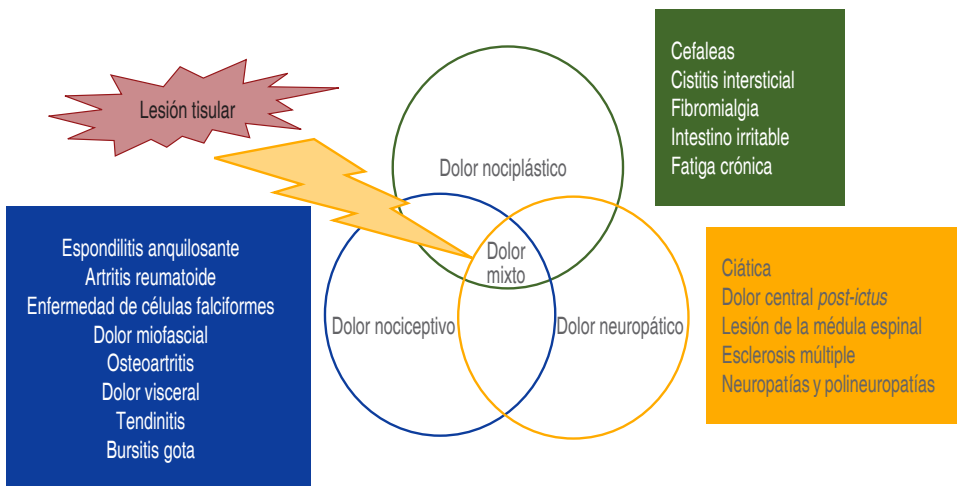 Lesión tisular
Cefaleas
Cistitis intersticial
Fibromialgia
Intestino irritable
Fatiga crónica
Dolor nociplástico
Espondilitis anquilosante
Artritis reumatoide
Enfermedad de células falciformes
Dolor miofascial
Osteoartritis
Dolor visceral
Tendinitis
Bursitis gota
Dolor
mixto
Dolor nociceptivo
Dolor neuropático
Ciática
Dolor central post-ictus
Lesión de la médula espinal
Esclerosis múltiple
Neuropatías y polineuropatías